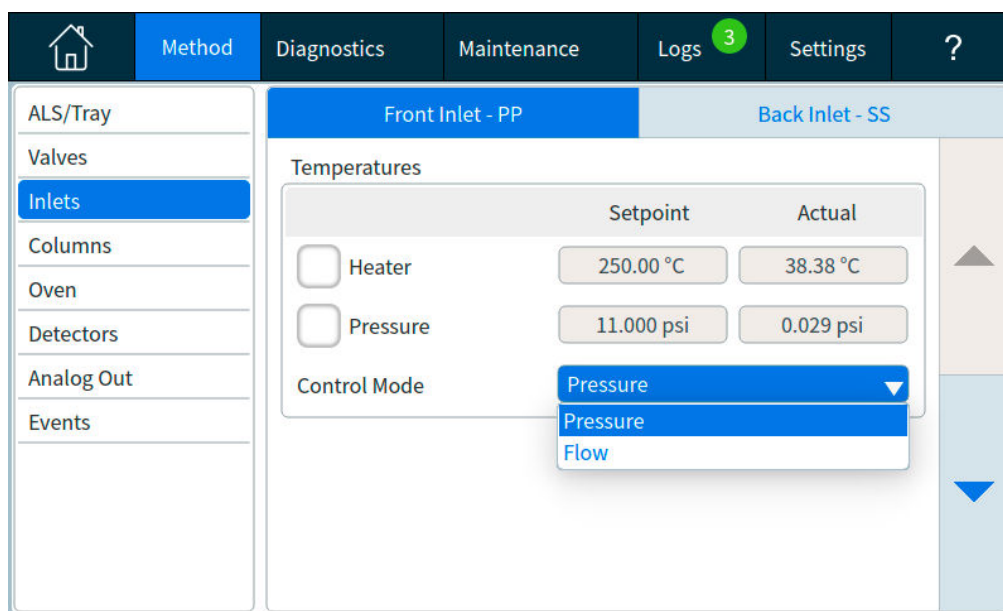 Method Diagnostics Maintenance Logs 3 Settings ?
ALS/Tray
Valves
Inlets
Columns
Oven
Detectors
Analog Out
Events
Front Inlet - PP Back Inlet - SS
Temperatures
Setpoint Actual
Heater 250.00 °C 38.38 °C
Pressure 11.000 psi 0.029 psi
Control Mode Pressure
Pressure
Flow